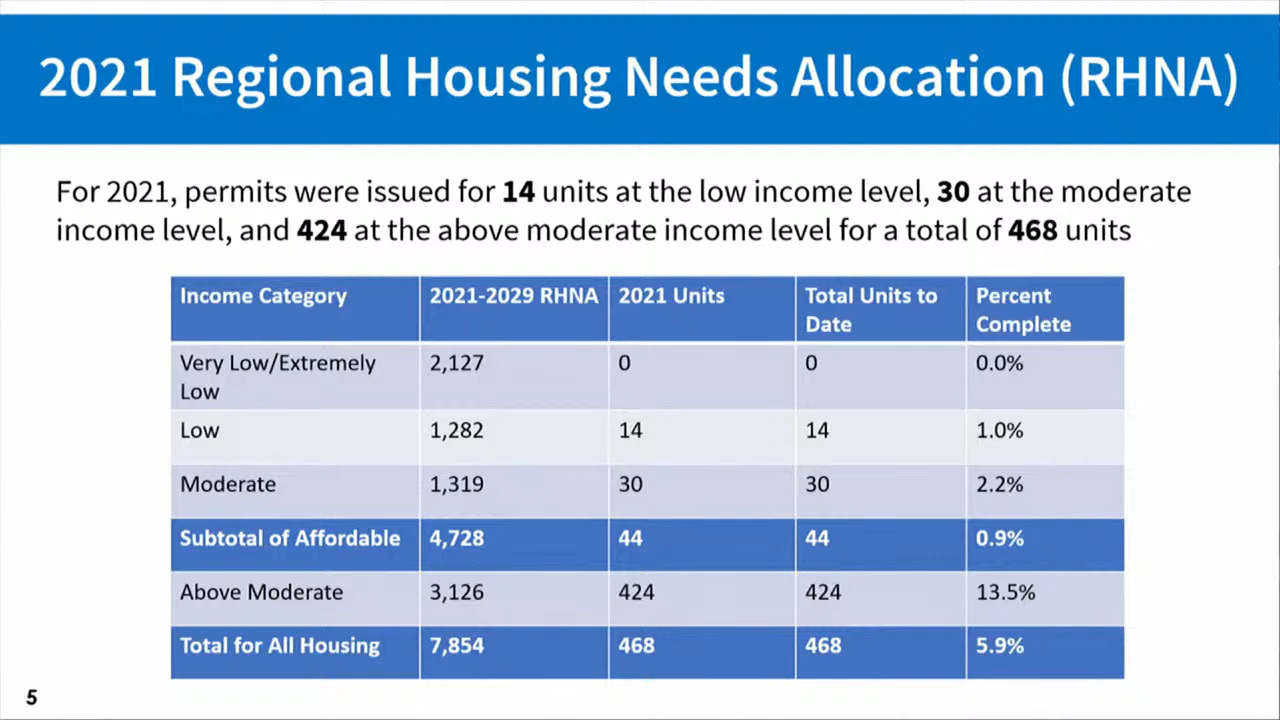 2021 Regional Housing Needs Allocation (RHNA)
For 2021, permits were issued for 14 units at the low income level, 30 at the moderate
income level, and 424 at the above moderate income level for a total of 468 units
Income Category 2021-2029 RHNA 2021 Units Total Units to Date Percent Complete
Very Low/Extremely Low 2,127 0 0 0.0%
Low 1,282 14 14 1.0%
Moderate 1,319 30 30 2.2%
Subtotal of Affordable 4,728 44 44 0.9%
Above Moderate 3,126 424 424 13.5%
Total for All Housing 7,854 468 468 5.9%
5